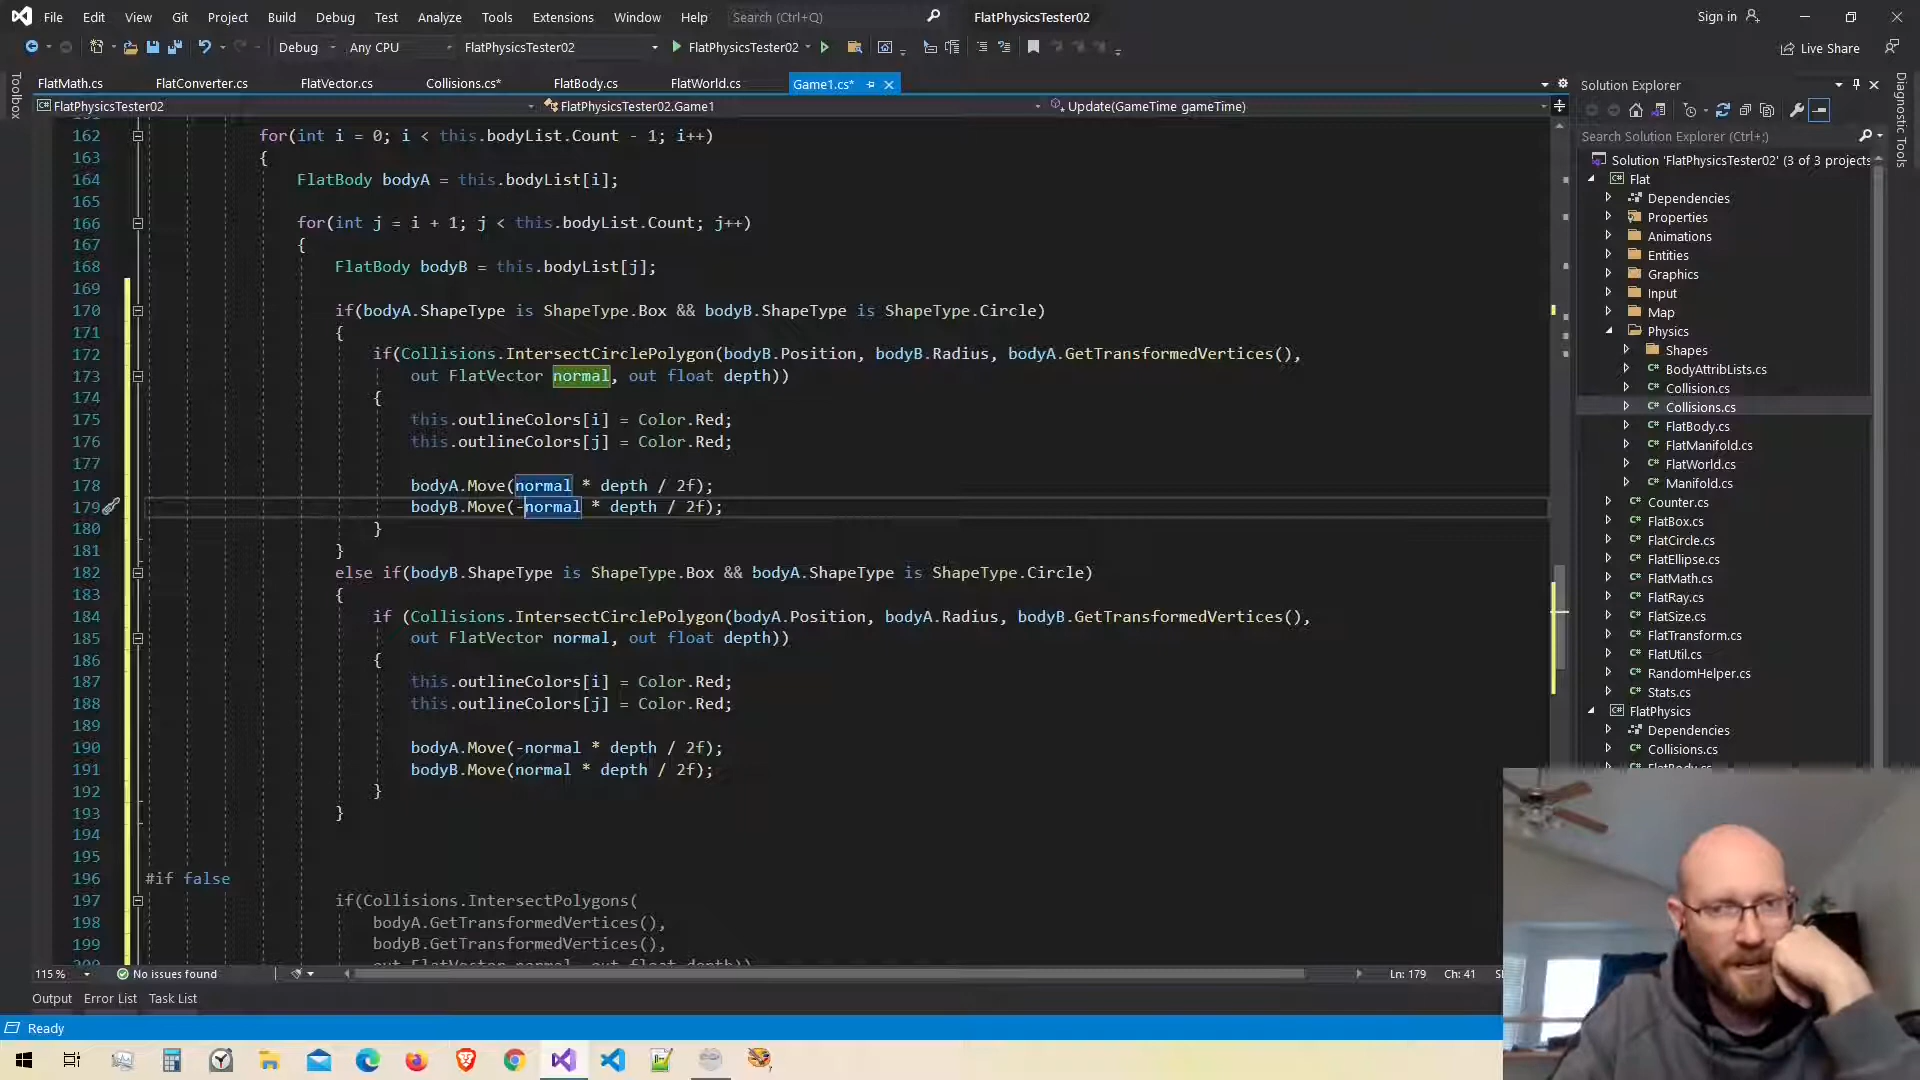 File Edit View Git Project Build Debug Test Analyze Tools Extensions Window Help Search (Ctrl+Q) FlatPhysicsTester02 Sign in
Debug Any CPU FlatPhysicsTester02 FlatPhysicsTester02 Live Share
Toolbox
FlatMath.cs FlatConverter.cs FlatVector.cs Collisions.cs* FlatBody.cs FlatWorld.cs Game1.cs*
FlatPhysicsTester02 FlatPhysicsTester02.Game1 Update(GameTime gameTime)
162 for(int i = 0; i < this.bodyList.Count - 1; i++)
163 {
164 FlatBody bodyA = this.bodyList[i];
165
166 for(int j = i + 1; j < this.bodyList.Count; j++)
167 {
168 FlatBody bodyB = this.bodyList[j];
169
170 if(bodyA.ShapeType is ShapeType.Box && bodyB.ShapeType is ShapeType.Circle)
171 {
172 if(Collisions.IntersectCirclePolygon(bodyB.Position, bodyB.Radius, bodyA.GetTransformedVertices(),
173 out FlatVector normal, out float depth))
174 {
175 this.outlineColors[i] = Color.Red;
176 this.outlineColors[j] = Color.Red;
177
178 bodyA.Move(normal * depth / 2f);
179 bodyB.Move(-normal * depth / 2f);
180 }
181 }
182 else if(bodyB.ShapeType is ShapeType.Box && bodyA.ShapeType is ShapeType.Circle)
183 {
184 if (Collisions.IntersectCirclePolygon(bodyA.Position, bodyA.Radius, bodyB.GetTransformedVertices(),
185 out FlatVector normal, out float depth))
186 {
187 this.outlineColors[i] = Color.Red;
188 this.outlineColors[j] = Color.Red;
189
190 bodyA.Move(-normal * depth / 2f);
191 bodyB.Move(normal * depth / 2f);
192 }
193 }
194
195
196 #if false
197 if(Collisions.IntersectPolygons(
198 bodyA.GetTransformedVertices(),
199 bodyB.GetTransformedVertices(),
115 % No issues found Ln: 179 Ch: 41
Output Error List Task List
Ready
Solution Explorer
Search Solution Explorer (Ctrl+;)
Solution 'FlatPhysicsTester02' (3 of 3 projects
Flat
Dependencies
Properties
Animations
Entities
Graphics
Input
Map
Physics
Shapes
BodyAttribLists.cs
Collision.cs
Collisions.cs
FlatBody.cs
FlatManifold.cs
FlatWorld.cs
Manifold.cs
Counter.cs
FlatBox.cs
FlatCircle.cs
FlatEllipse.cs
FlatMath.cs
FlatRay.cs
FlatSize.cs
FlatTransform.cs
FlatUtil.cs
RandomHelper.cs
Stats.cs
FlatPhysics
Dependencies
Collisions.cs
Diagnostic Tools